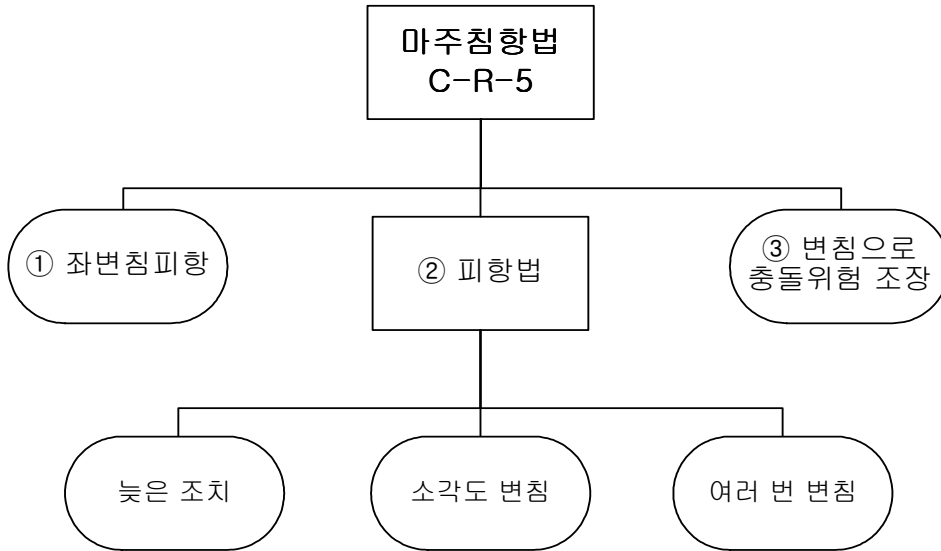 마주침항법
C-R-5
① 좌변침피항
② 피항법
③ 변침으로
충돌위험 조장
늦은 조치
소각도 변침
여러 번 변침